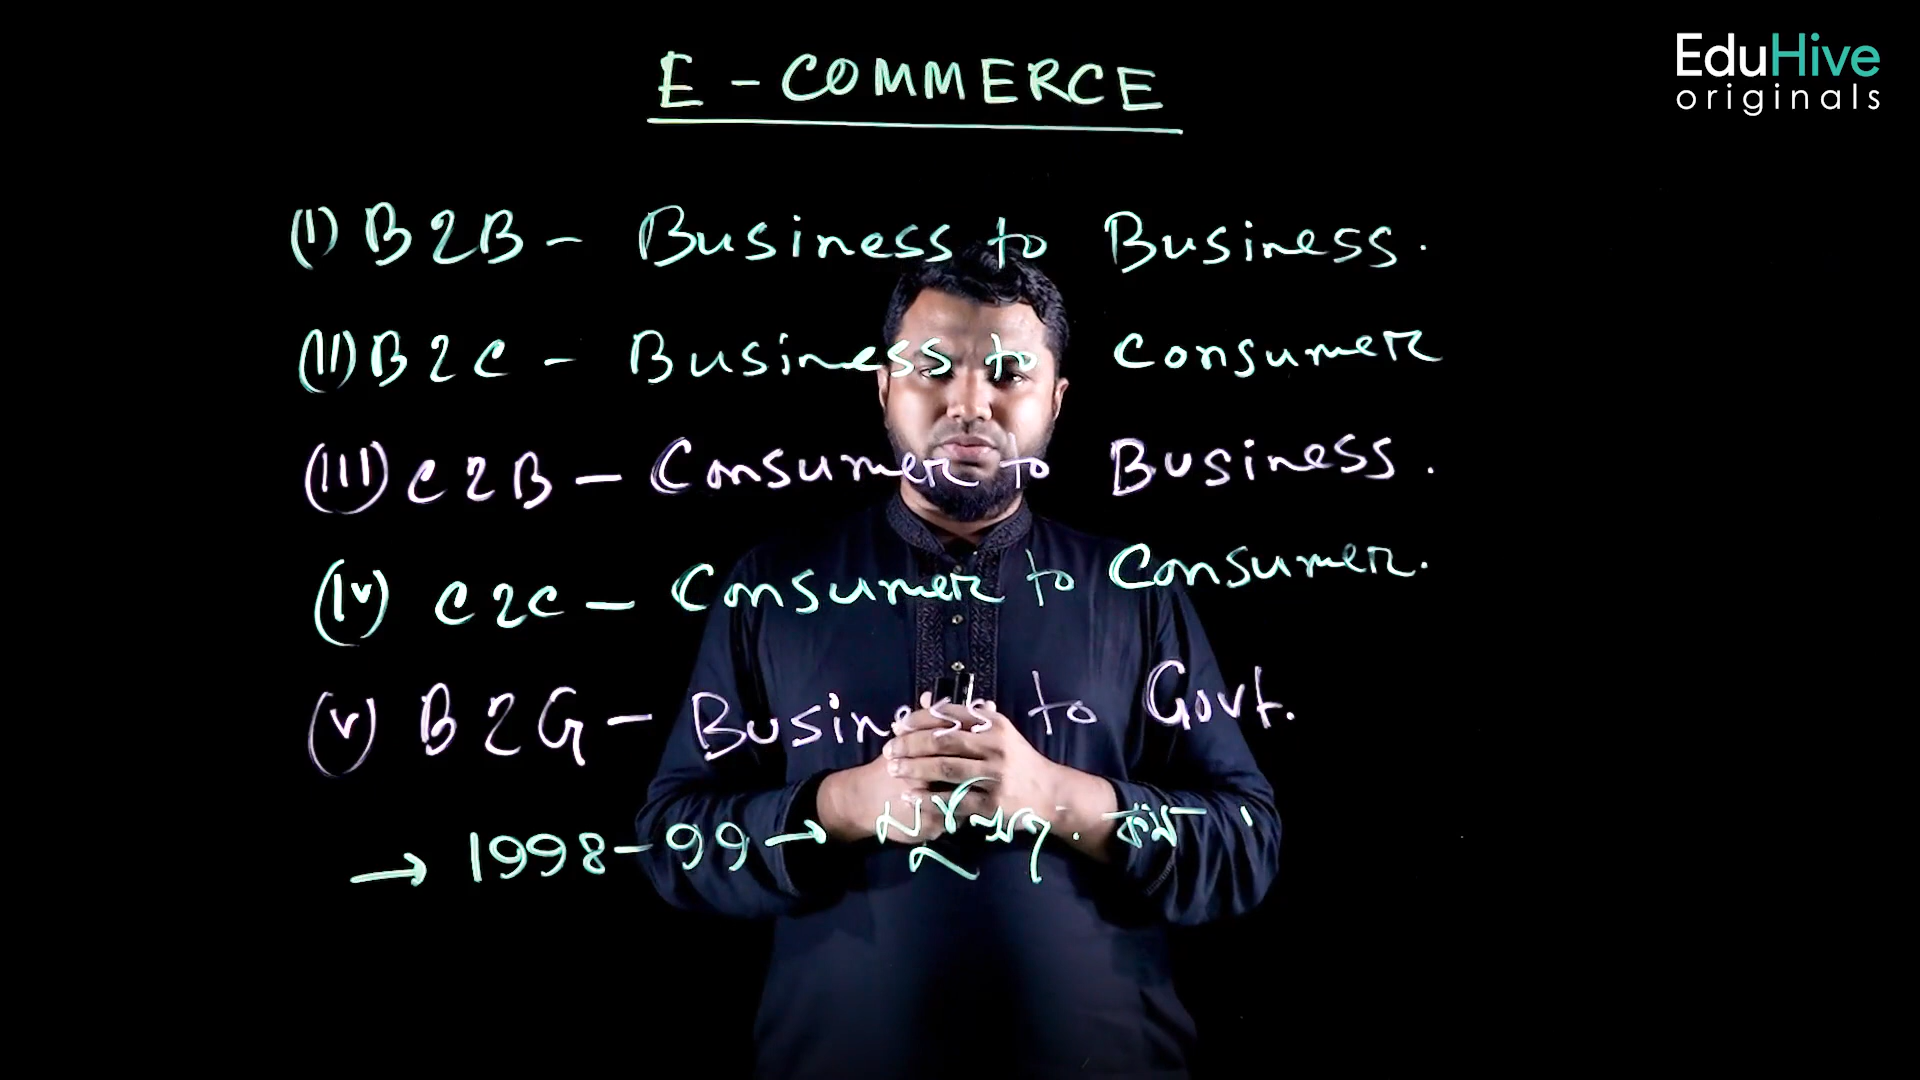 EduHive
originals
E - COMMERCE
(I) B2B - Business to Business.
(II) B2C - Business to Consumer
(III) C2B - Consumer to Business.
(IV) C2C - Consumer to Consumer.
(V) B2G - Business to Govt.
→ 1998-99 →